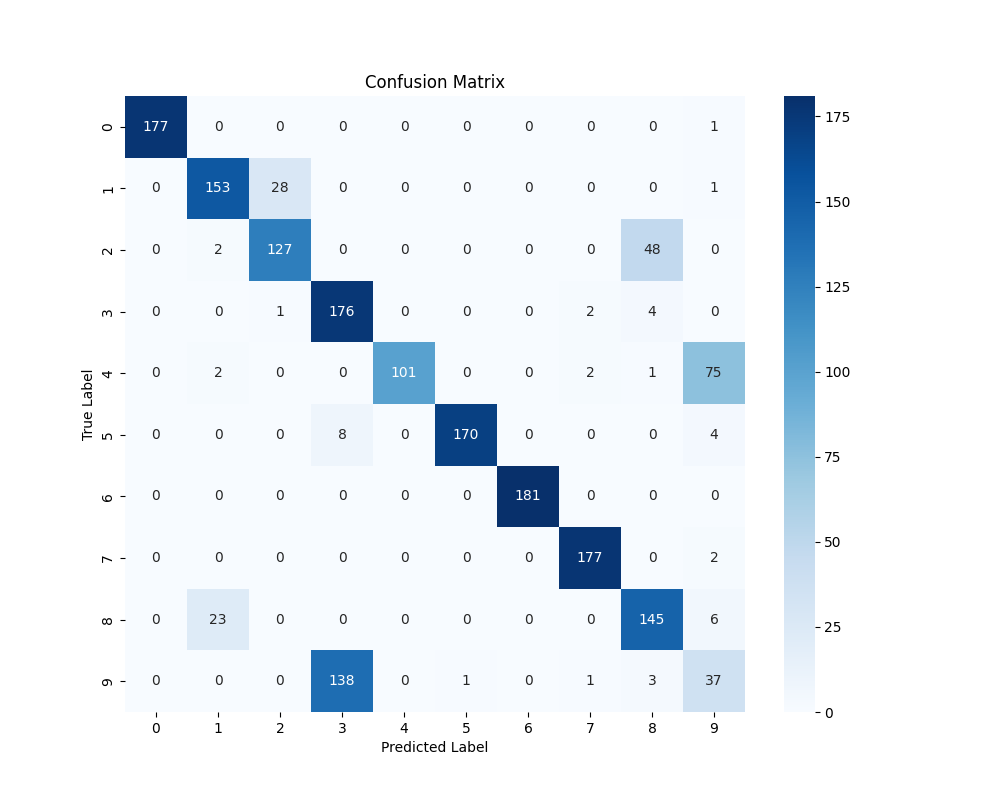 Confusion Matrix
0 177 0 0 0 0 0 0 0 0 1
1 0 153 28 0 0 0 0 0 0 1
2 0 2 127 0 0 0 0 0 48 0
3 0 0 1 176 0 0 0 2 4 0
4 0 2 0 0 101 0 0 2 1 75
5 0 0 0 8 0 170 0 0 0 4
6 0 0 0 0 0 0 181 0 0 0
7 0 0 0 0 0 0 0 177 0 2
8 0 23 0 0 0 0 0 0 145 6
9 0 0 0 138 0 1 0 1 3 37
0 1 2 3 4 5 6 7 8 9
Predicted Label
True Label
175
150
125
100
75
50
25
0